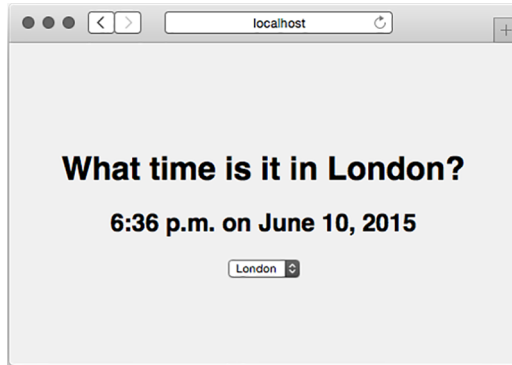 localhost
What time is it in London?
6:36 p.m. on June 10, 2015
London